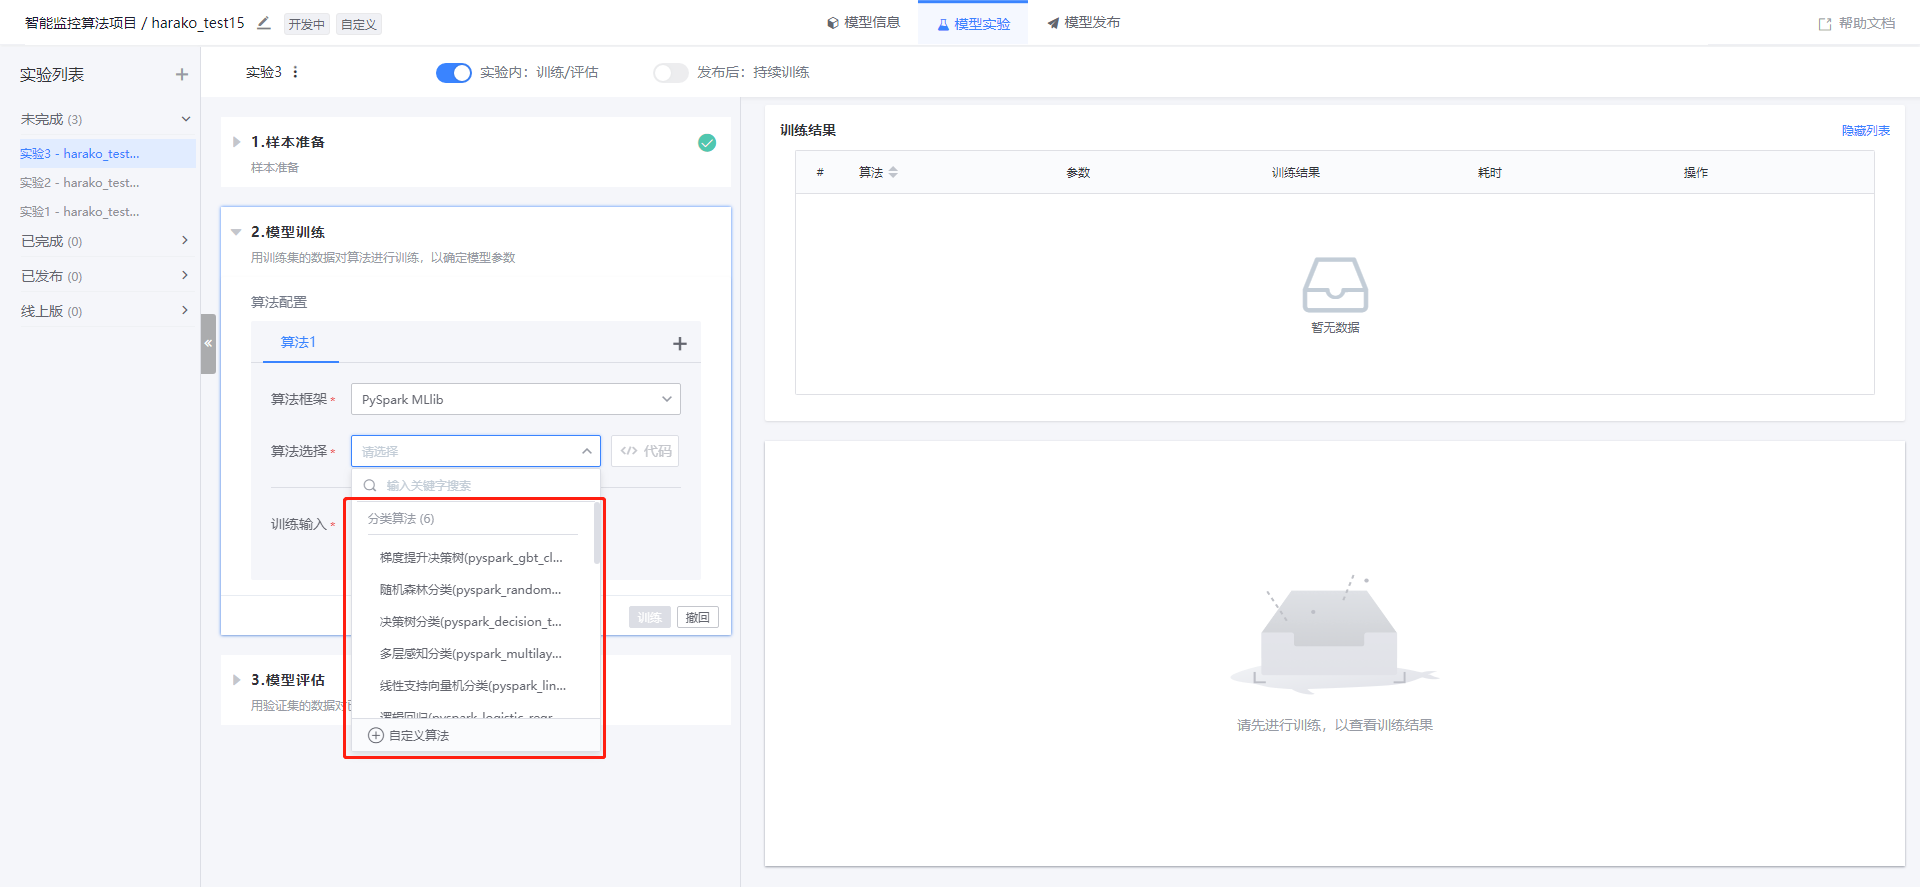 智能监控算法项目 / harako_test15 开发中 自定义
模型信息 模型实验 模型发布
帮助文档
实验列表
未完成 (3)
实验3 - harako_test...
实验2 - harako_test...
实验1 - harako_test...
已完成 (0)
已发布 (0)
线上版 (0)
实验3 实验内：训练/评估 发布后：持续训练
1.样本准备
样本准备
2.模型训练
用训练集的数据对算法进行训练，以确定模型参数
算法配置
算法1
算法框架* PySpark MLlib
算法选择* 请选择 </> 代码
输入关键字搜索
训练输入*
分类算法 (6)
梯度提升决策树(pyspark_gbt_cl...
随机森林分类(pyspark_random...
决策树分类(pyspark_decision_t...
多层感知分类(pyspark_multilay...
线性支持向量机分类(pyspark_lin...
逻辑回归(pyspark_logistic_regr...
自定义算法
训练 撤回
3.模型评估
用验证集的数据对
训练结果 隐藏列表
# 算法 参数 训练结果 耗时 操作
暂无数据
请先进行训练，以查看训练结果